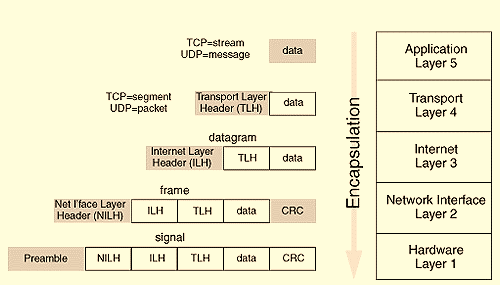 TCP=stream
UDP=message
data
Application
Layer 5
TCP=segment
UDP=packet
Transport Layer
Header (TLH)
data
Transport
Layer 4
datagram
Internet Layer
Header (ILH)
TLH
data
Internet
Layer 3
frame
Net I'face Layer
Header (NILH)
ILH
TLH
data
CRC
Network Interface
Layer 2
signal
Preamble
NILH
ILH
TLH
data
CRC
Hardware
Layer 1
Encapsulation